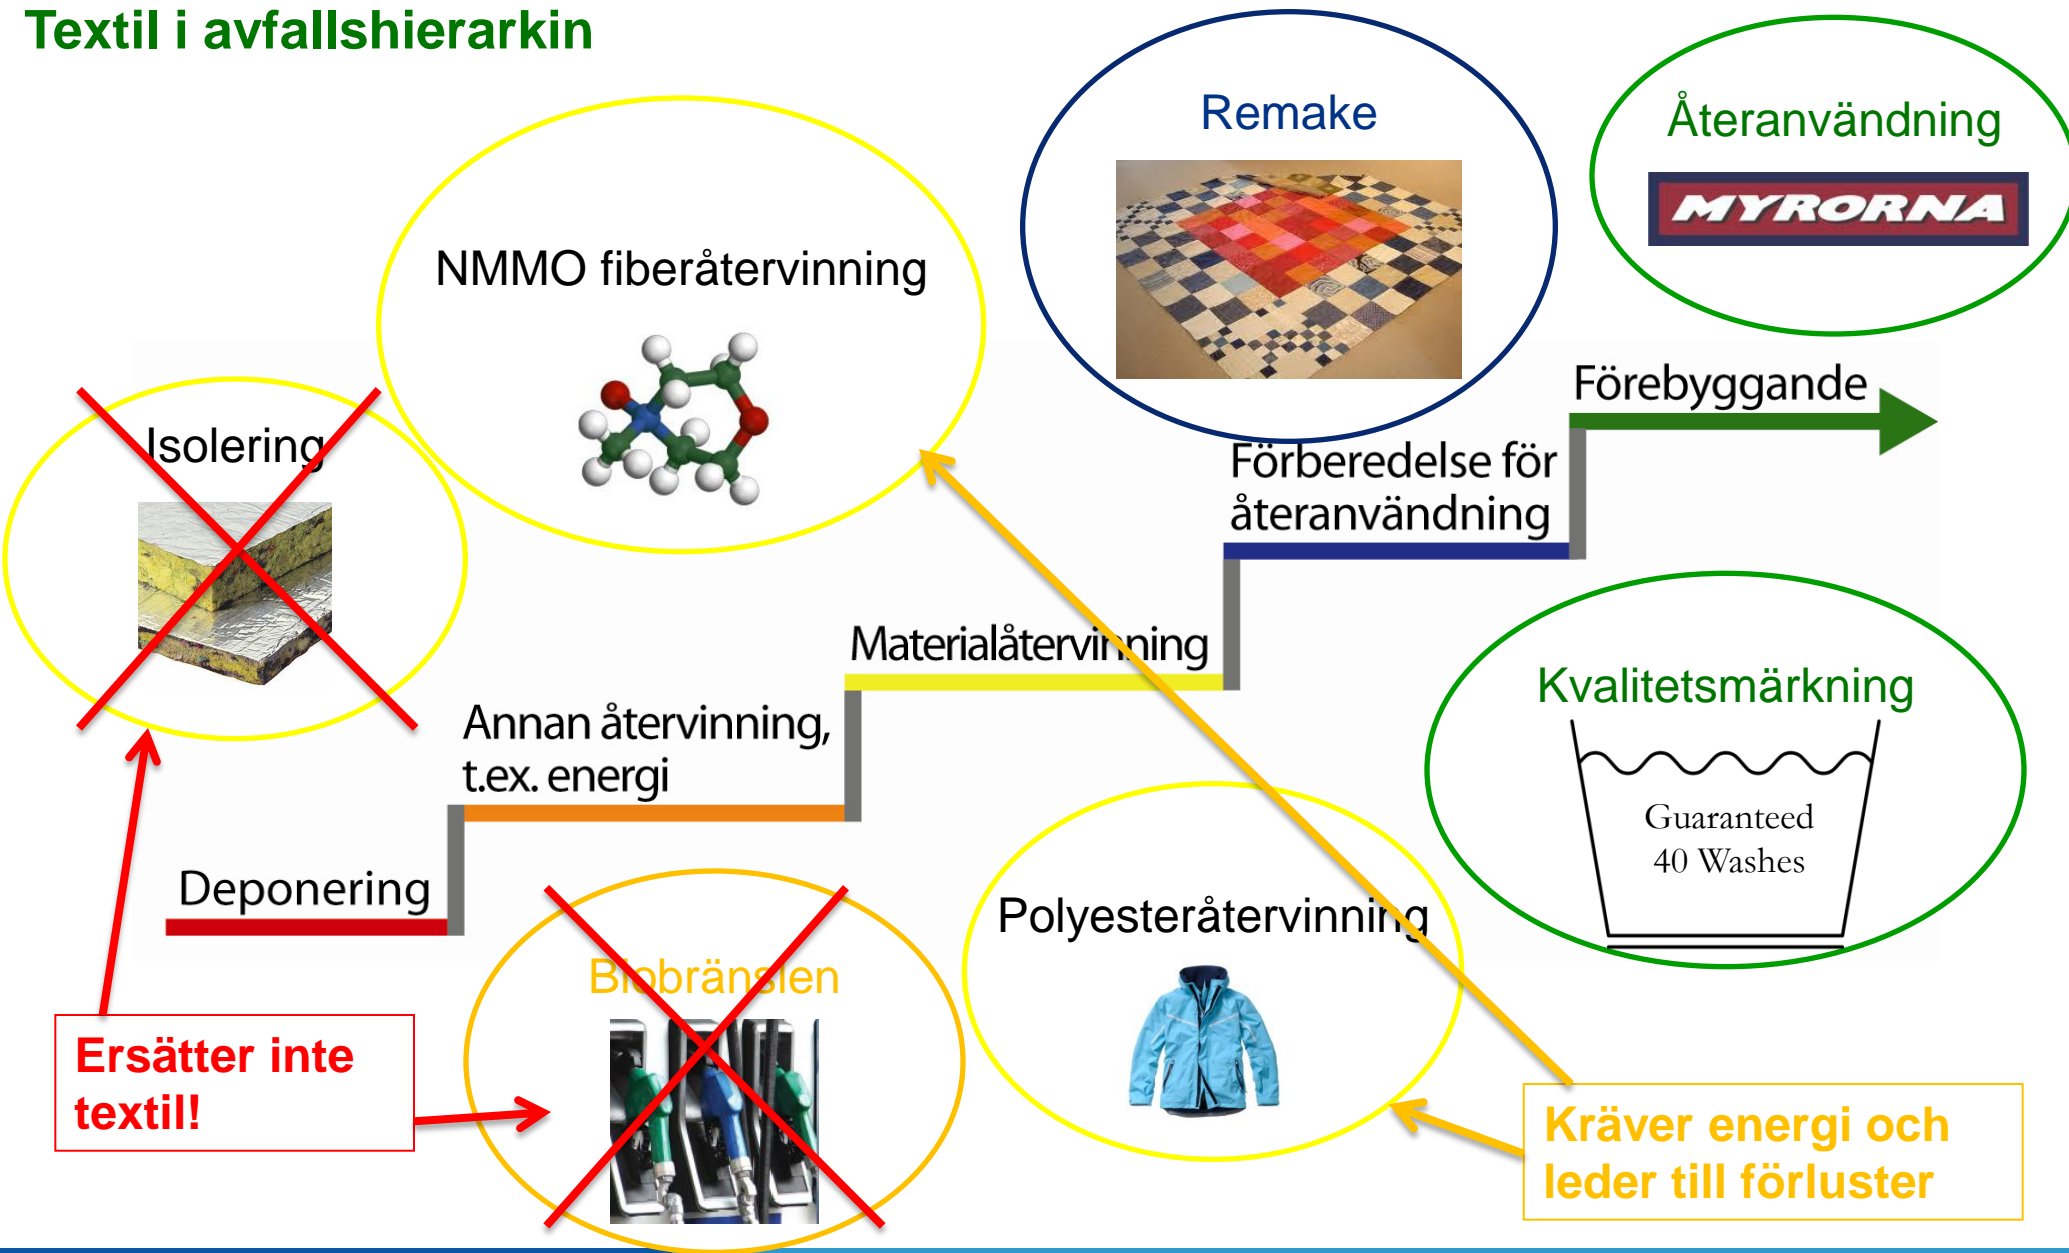 Textil i avfallshierarkin
Remake
Återanvändning
MYRORNA
NMMO fiberåtervinning
Förebyggande
Isolering
Förberedelse för
återanvändning
Materialåtervinning
Kvalitetsmärkning
Annan återvinning,
t.ex. energi
Guaranteed
40 Washes
Deponering
Polyesteråtervinning
Biobränslen
Ersätter inte
textil!
Kräver energi och
leder till förluster